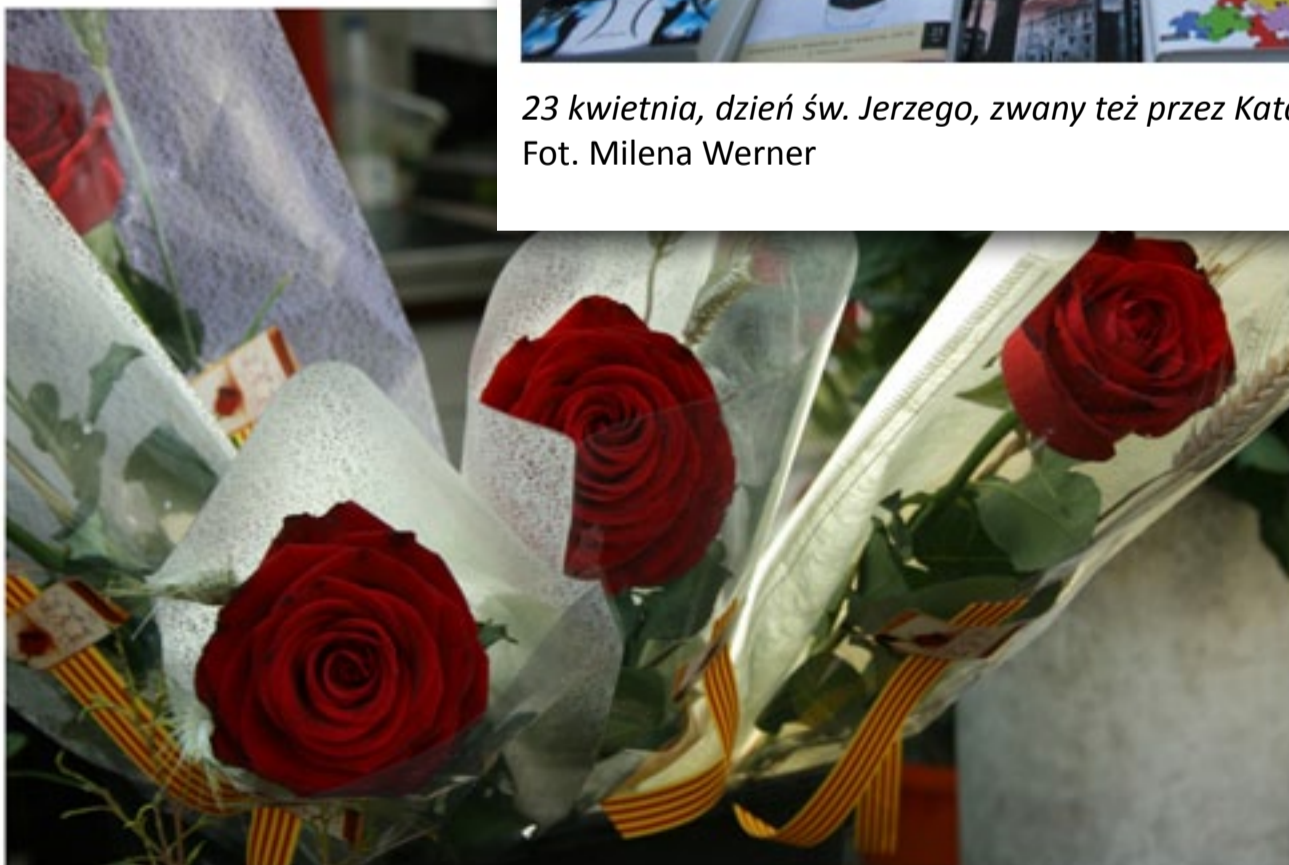 23 kwietnia, dzień św. Jerzego, zwany też przez
Fot. Milena Werner